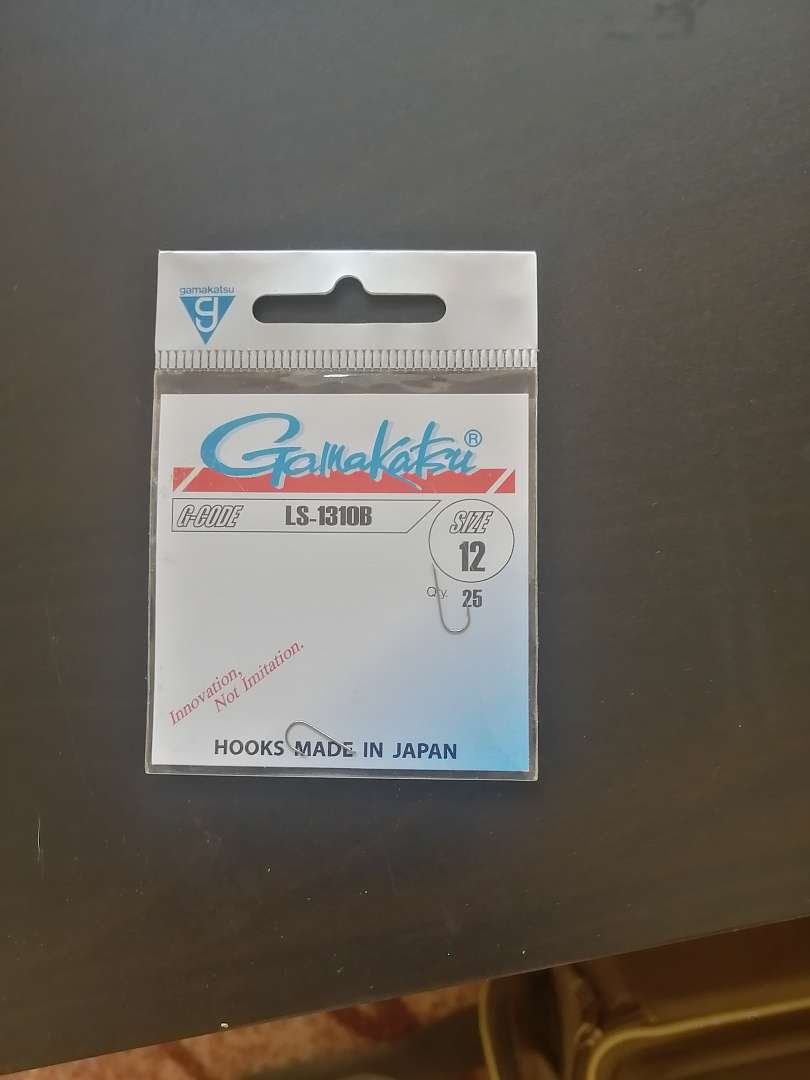 gamakatsu
g
Gamakatsu®
G-CODE LS-1310B
SIZE
12
Qty. 25
Innovation,
Not Imitation.
HOOKS MADE IN JAPAN